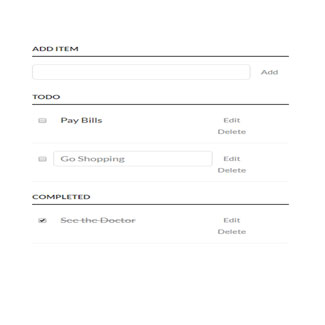 ADD ITEM
Add
TODO
Pay Bills Edit
Delete
Go Shopping Edit
Delete
COMPLETED
See the Doctor Edit
Delete